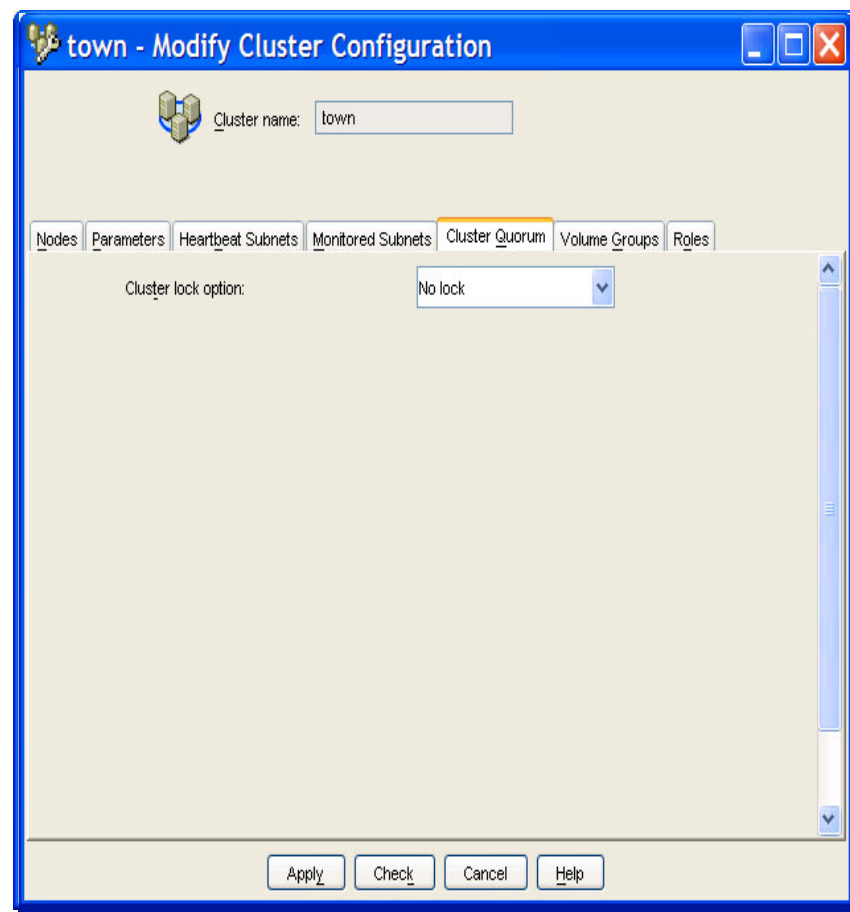 town - Modify Cluster Configuration
Cluster name: town
Nodes Parameters Heartbeat Subnets Monitored Subnets Cluster Quorum Volume Groups Roles
Cluster lock option: No lock
Apply Check Cancel Help